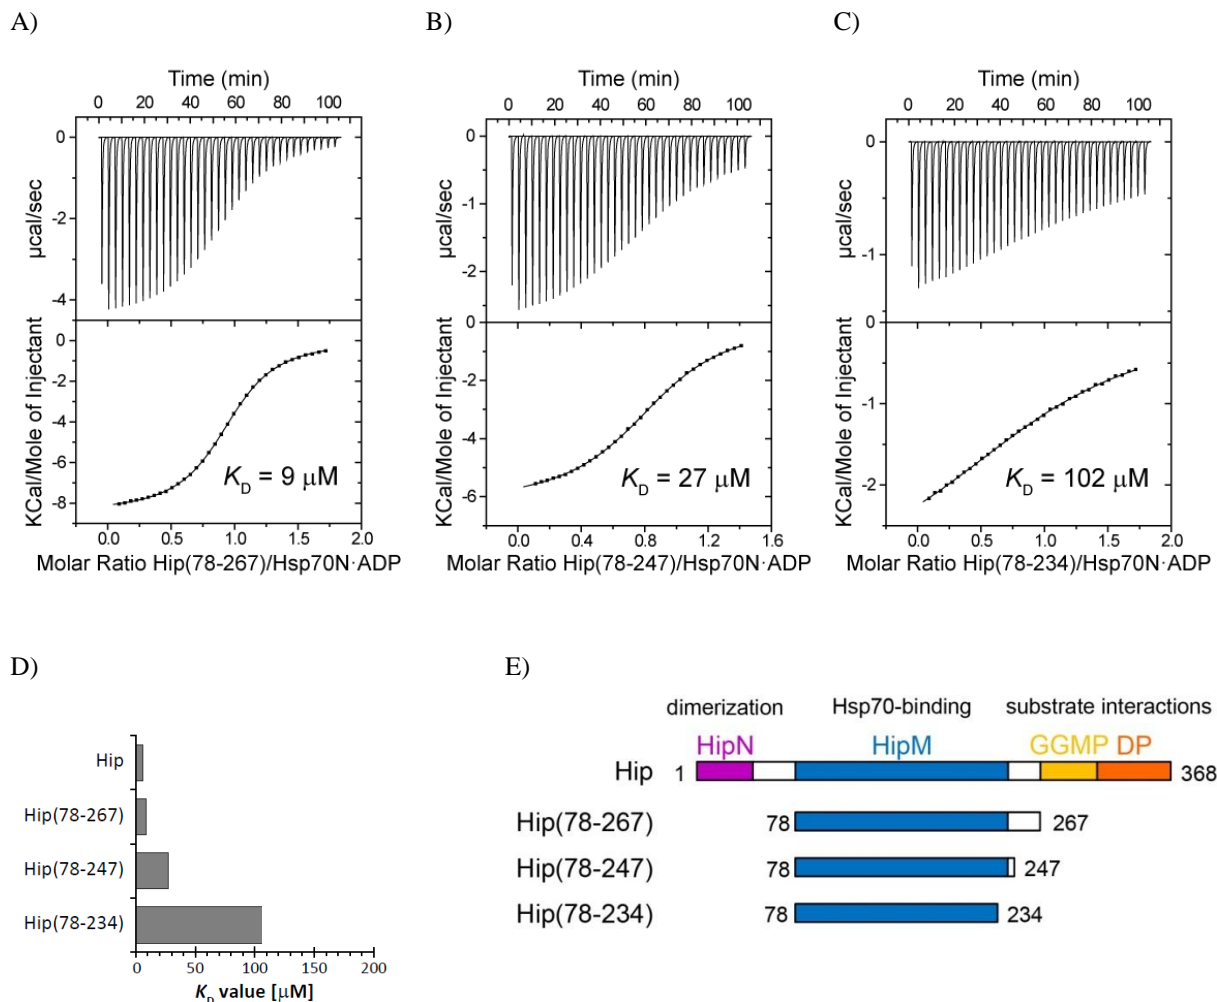 A)
B)
C)
Time (min)
0 20 40 60 80 100
0
-2
-4
µcal/sec
0
-2
-4
-6
-8
KCal/Mole of Injectant
K_D = 9 µM
0.0 0.5 1.0 1.5 2.0
Molar Ratio Hip(78-267)/Hsp70N·ADP
Time (min)
0 20 40 60 80 100
0
-1
-2
µcal/sec
0
-2
-4
-6
KCal/Mole of Injectant
K_D = 27 µM
0.0 0.4 0.8 1.2 1.6
Molar Ratio Hip(78-247)/Hsp70N·ADP
Time (min)
0 20 40 60 80 100
0
-1
µcal/sec
0
-1
-2
KCal/Mole of Injectant
K_D = 102 µM
0.0 0.5 1.0 1.5 2.0
Molar Ratio Hip(78-234)/Hsp70N·ADP
D)
Hip
Hip(78-267)
Hip(78-247)
Hip(78-234)
0 50 100 150 200
K_D value [µM]
E)
dimerization Hsp70-binding substrate interactions
HipN HipM GGMP DP
Hip 1 368
Hip(78-267) 78 267
Hip(78-247) 78 247
Hip(78-234) 78 234